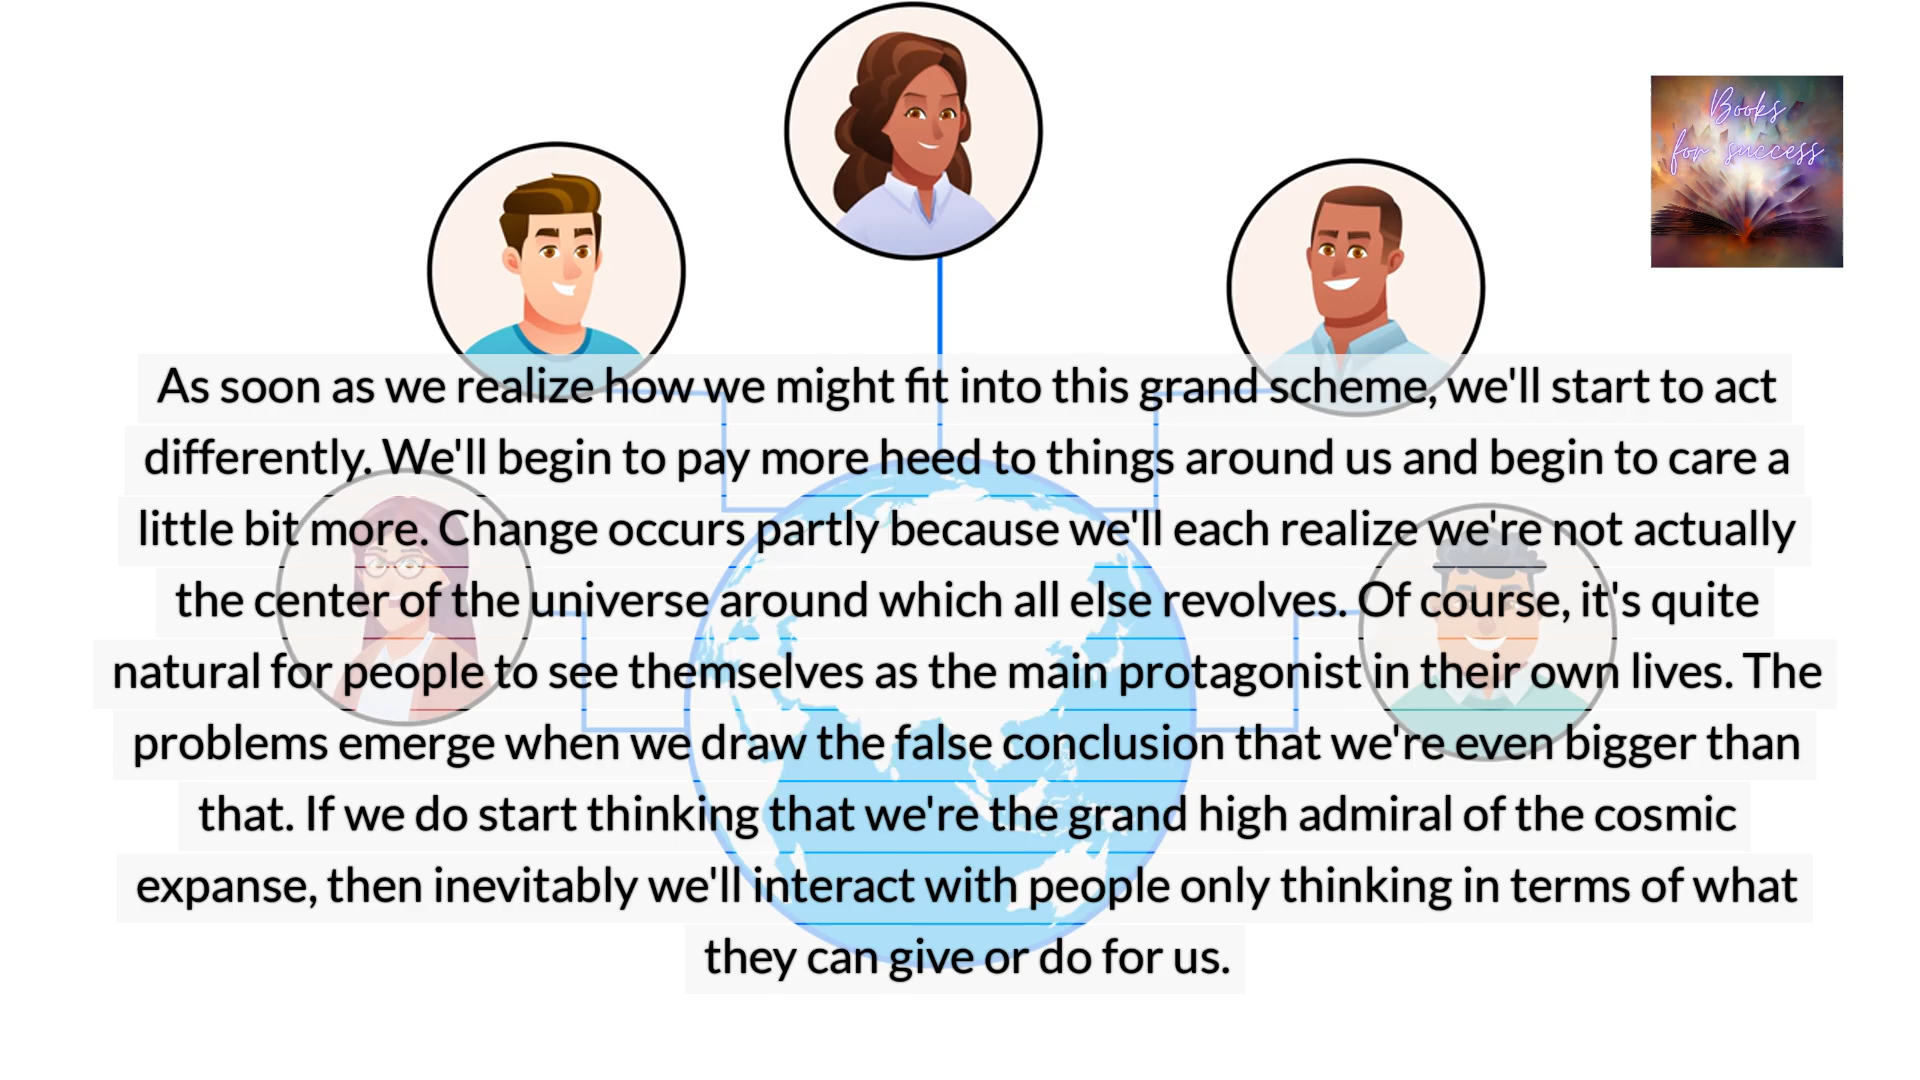 Books
for success
As soon as we realize how we might fit into this grand scheme, we'll start to act
differently. We'll begin to pay more heed to things around us and begin to care a
little bit more. Change occurs partly because we'll each realize we're not actually
the center of the universe around which all else revolves. Of course, it's quite
natural for people to see themselves as the main protagonist in their own lives. The
problems emerge when we draw the false conclusion that we're even bigger than
that. If we do start thinking that we're the grand high admiral of the cosmic
expanse, then inevitably we'll interact with people only thinking in terms of what
they can give or do for us.